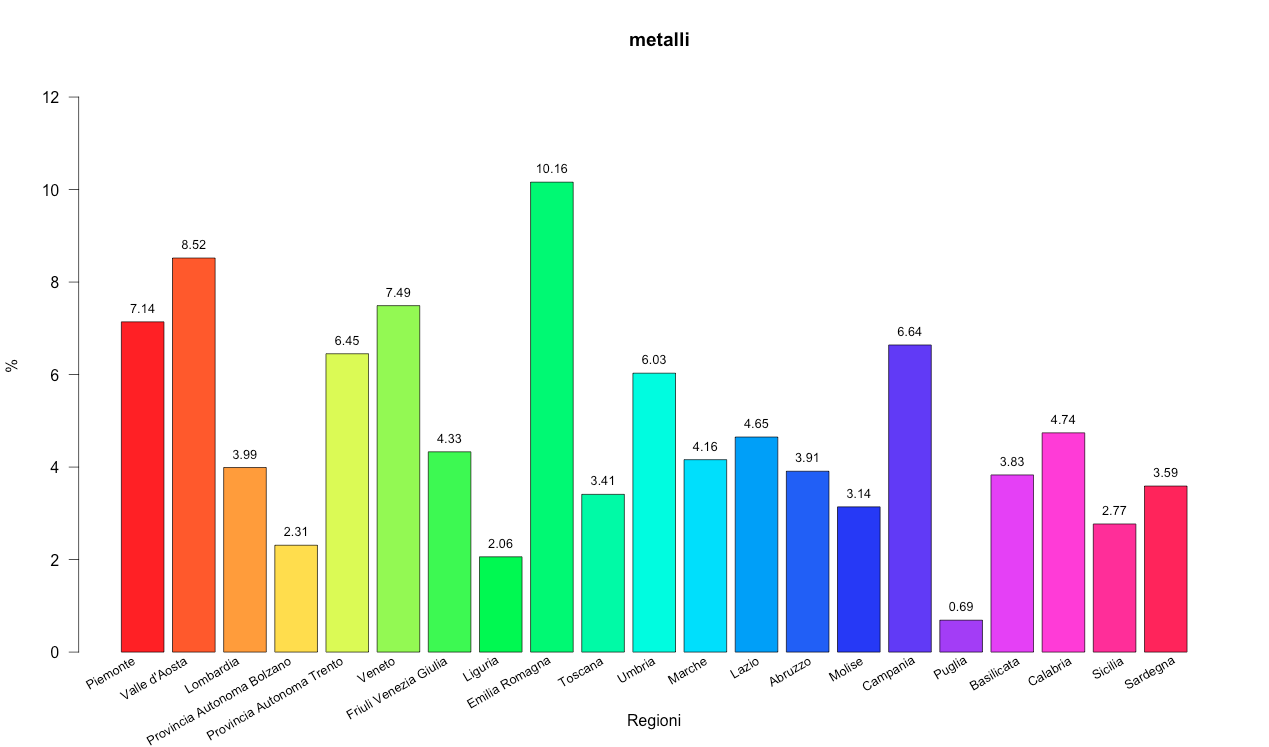 metalli
%
12
10
8
6
4
2
0
7.14
8.52
3.99
2.31
6.45
7.49
4.33
2.06
10.16
3.41
6.03
4.16
4.65
3.91
3.14
6.64
0.69
3.83
4.74
2.77
3.59
Piemonte
Valle d'Aosta
Lombardia
Provincia Autonoma Bolzano
Provincia Autonoma Trento
Veneto
Friuli Venezia Giulia
Liguria
Emilia Romagna
Toscana
Umbria
Marche
Lazio
Abruzzo
Molise
Campania
Puglia
Basilicata
Calabria
Sicilia
Sardegna
Regioni